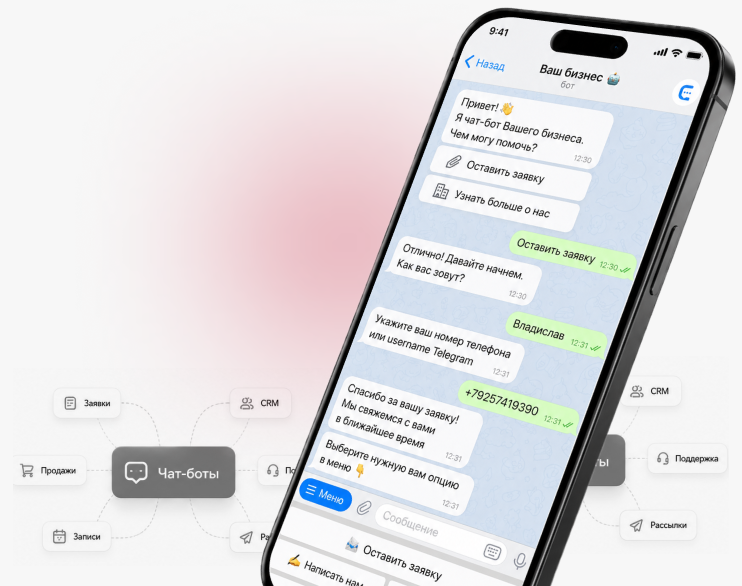 9:41
Назад
Ваш бизнес
бот
Привет! 👋
Я чат-бот Вашего бизнеса.
Чем могу помочь?
12:30
Оставить заявку
Узнать больше о нас
Оставить заявку 12:30
Отлично! Давайте начнем.
Как вас зовут?
12:30
Владислав 12:31
Укажите ваш номер телефона
или username Telegram
12:31
+79257419390 12:31
Спасибо за вашу заявку!
Мы свяжемся с вами
в ближайшее время
12:31
Выберите нужную вам опцию
в меню 👇
12:31
Меню
Сообщение
Оставить заявку
Написать нам
Заявки
CRM
Продажи
Чат-боты
Записи
CRM
Поддержка
Рассылки